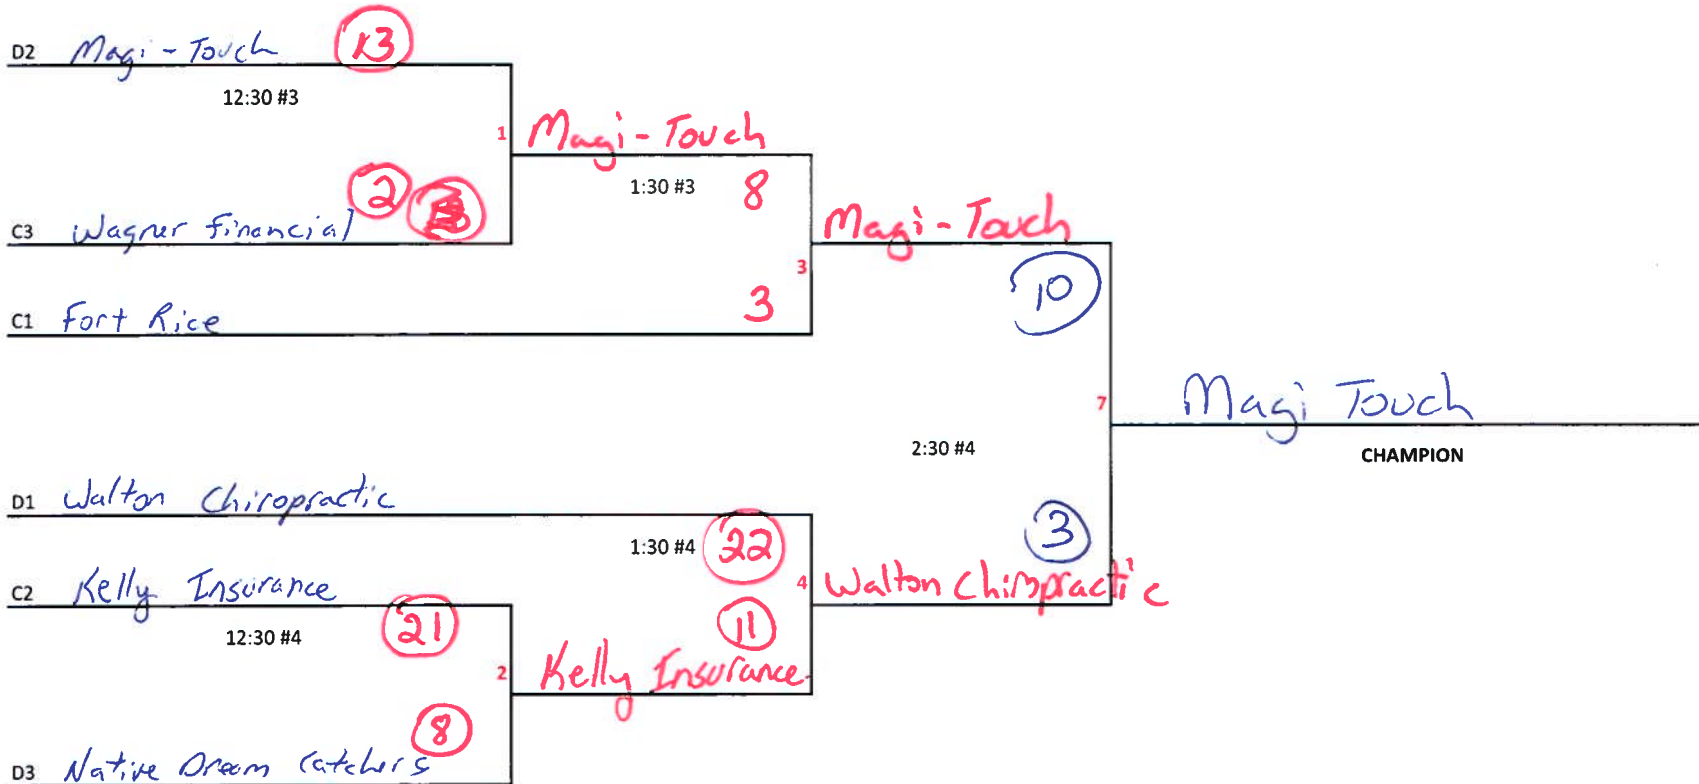 D2 Magi-Touch 13
12:30 #3
1 Magi-Touch
1:30 #3 8
2
C3 Wagner Financial
Magi-Touch
3
3
C1 Fort Rice
10
7 Magi Touch
CHAMPION
2:30 #4
D1 Walton Chiropractic
1:30 #4 22
3
4 Walton Chiropractic
C2 Kelly Insurance
12:30 #4 21
11
2 Kelly Insurance
8
D3 Native Dream Catchers